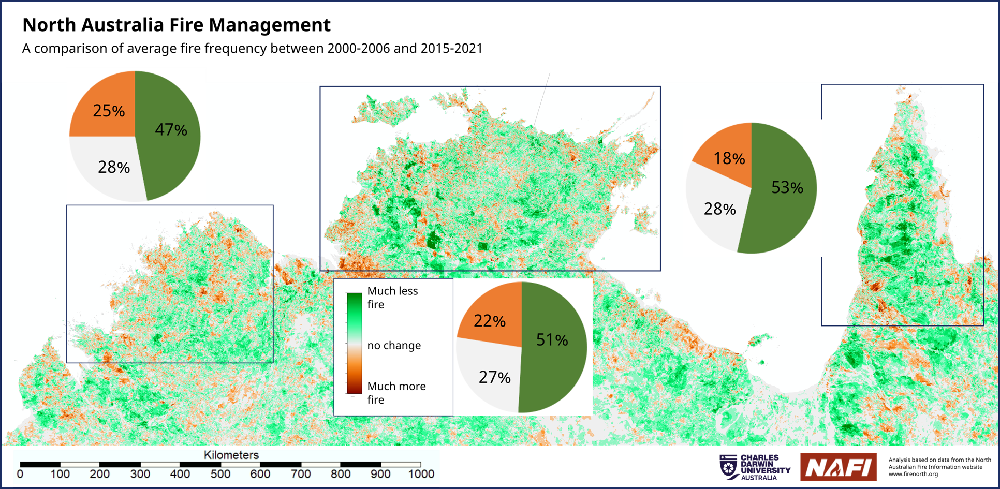 North Australia Fire Management
A comparison of average fire frequency between 2000-2006 and 2015-2021
25%
47%
28%
18%
53%
28%
Much less
fire
no change
Much more
fire
22%
51%
27%
Kilometers
0 100 200 300 400 500 600 700 800 900 1000
CHARLES
DARWIN
UNIVERSITY
AUSTRALIA
NAFI
Analysis based on data from the North
Australian Fire Information website
www.firenorth.org